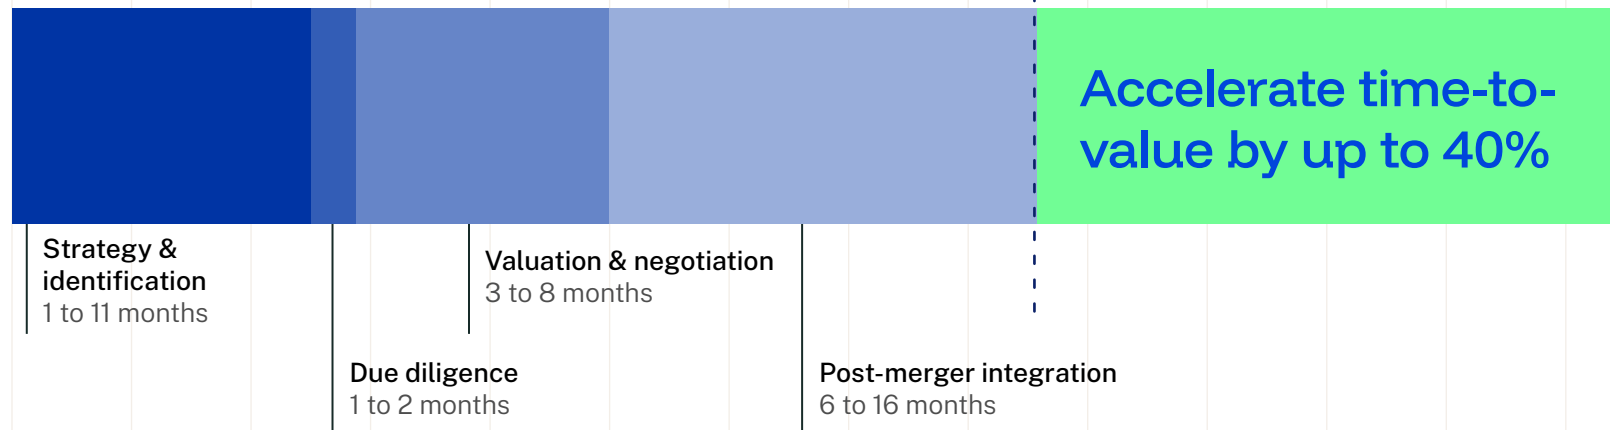 Accelerate time-to-
value by up to 40%
Strategy &
identification
1 to 11 months
Valuation & negotiation
3 to 8 months
Due diligence
1 to 2 months
Post-merger integration
6 to 16 months